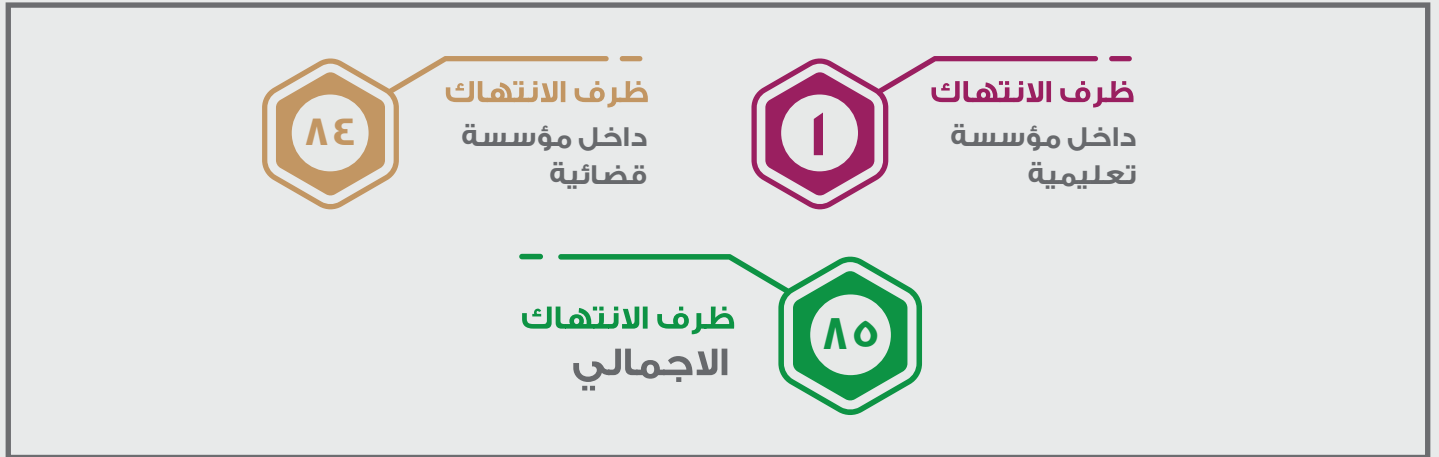 ظرف الانتهاك
داخل مؤسسة
تعليمية
١
ظرف الانتهاك
داخل مؤسسة
قضائية
٨٤
٨٥
ظرف الانتهاك
الاجمالي